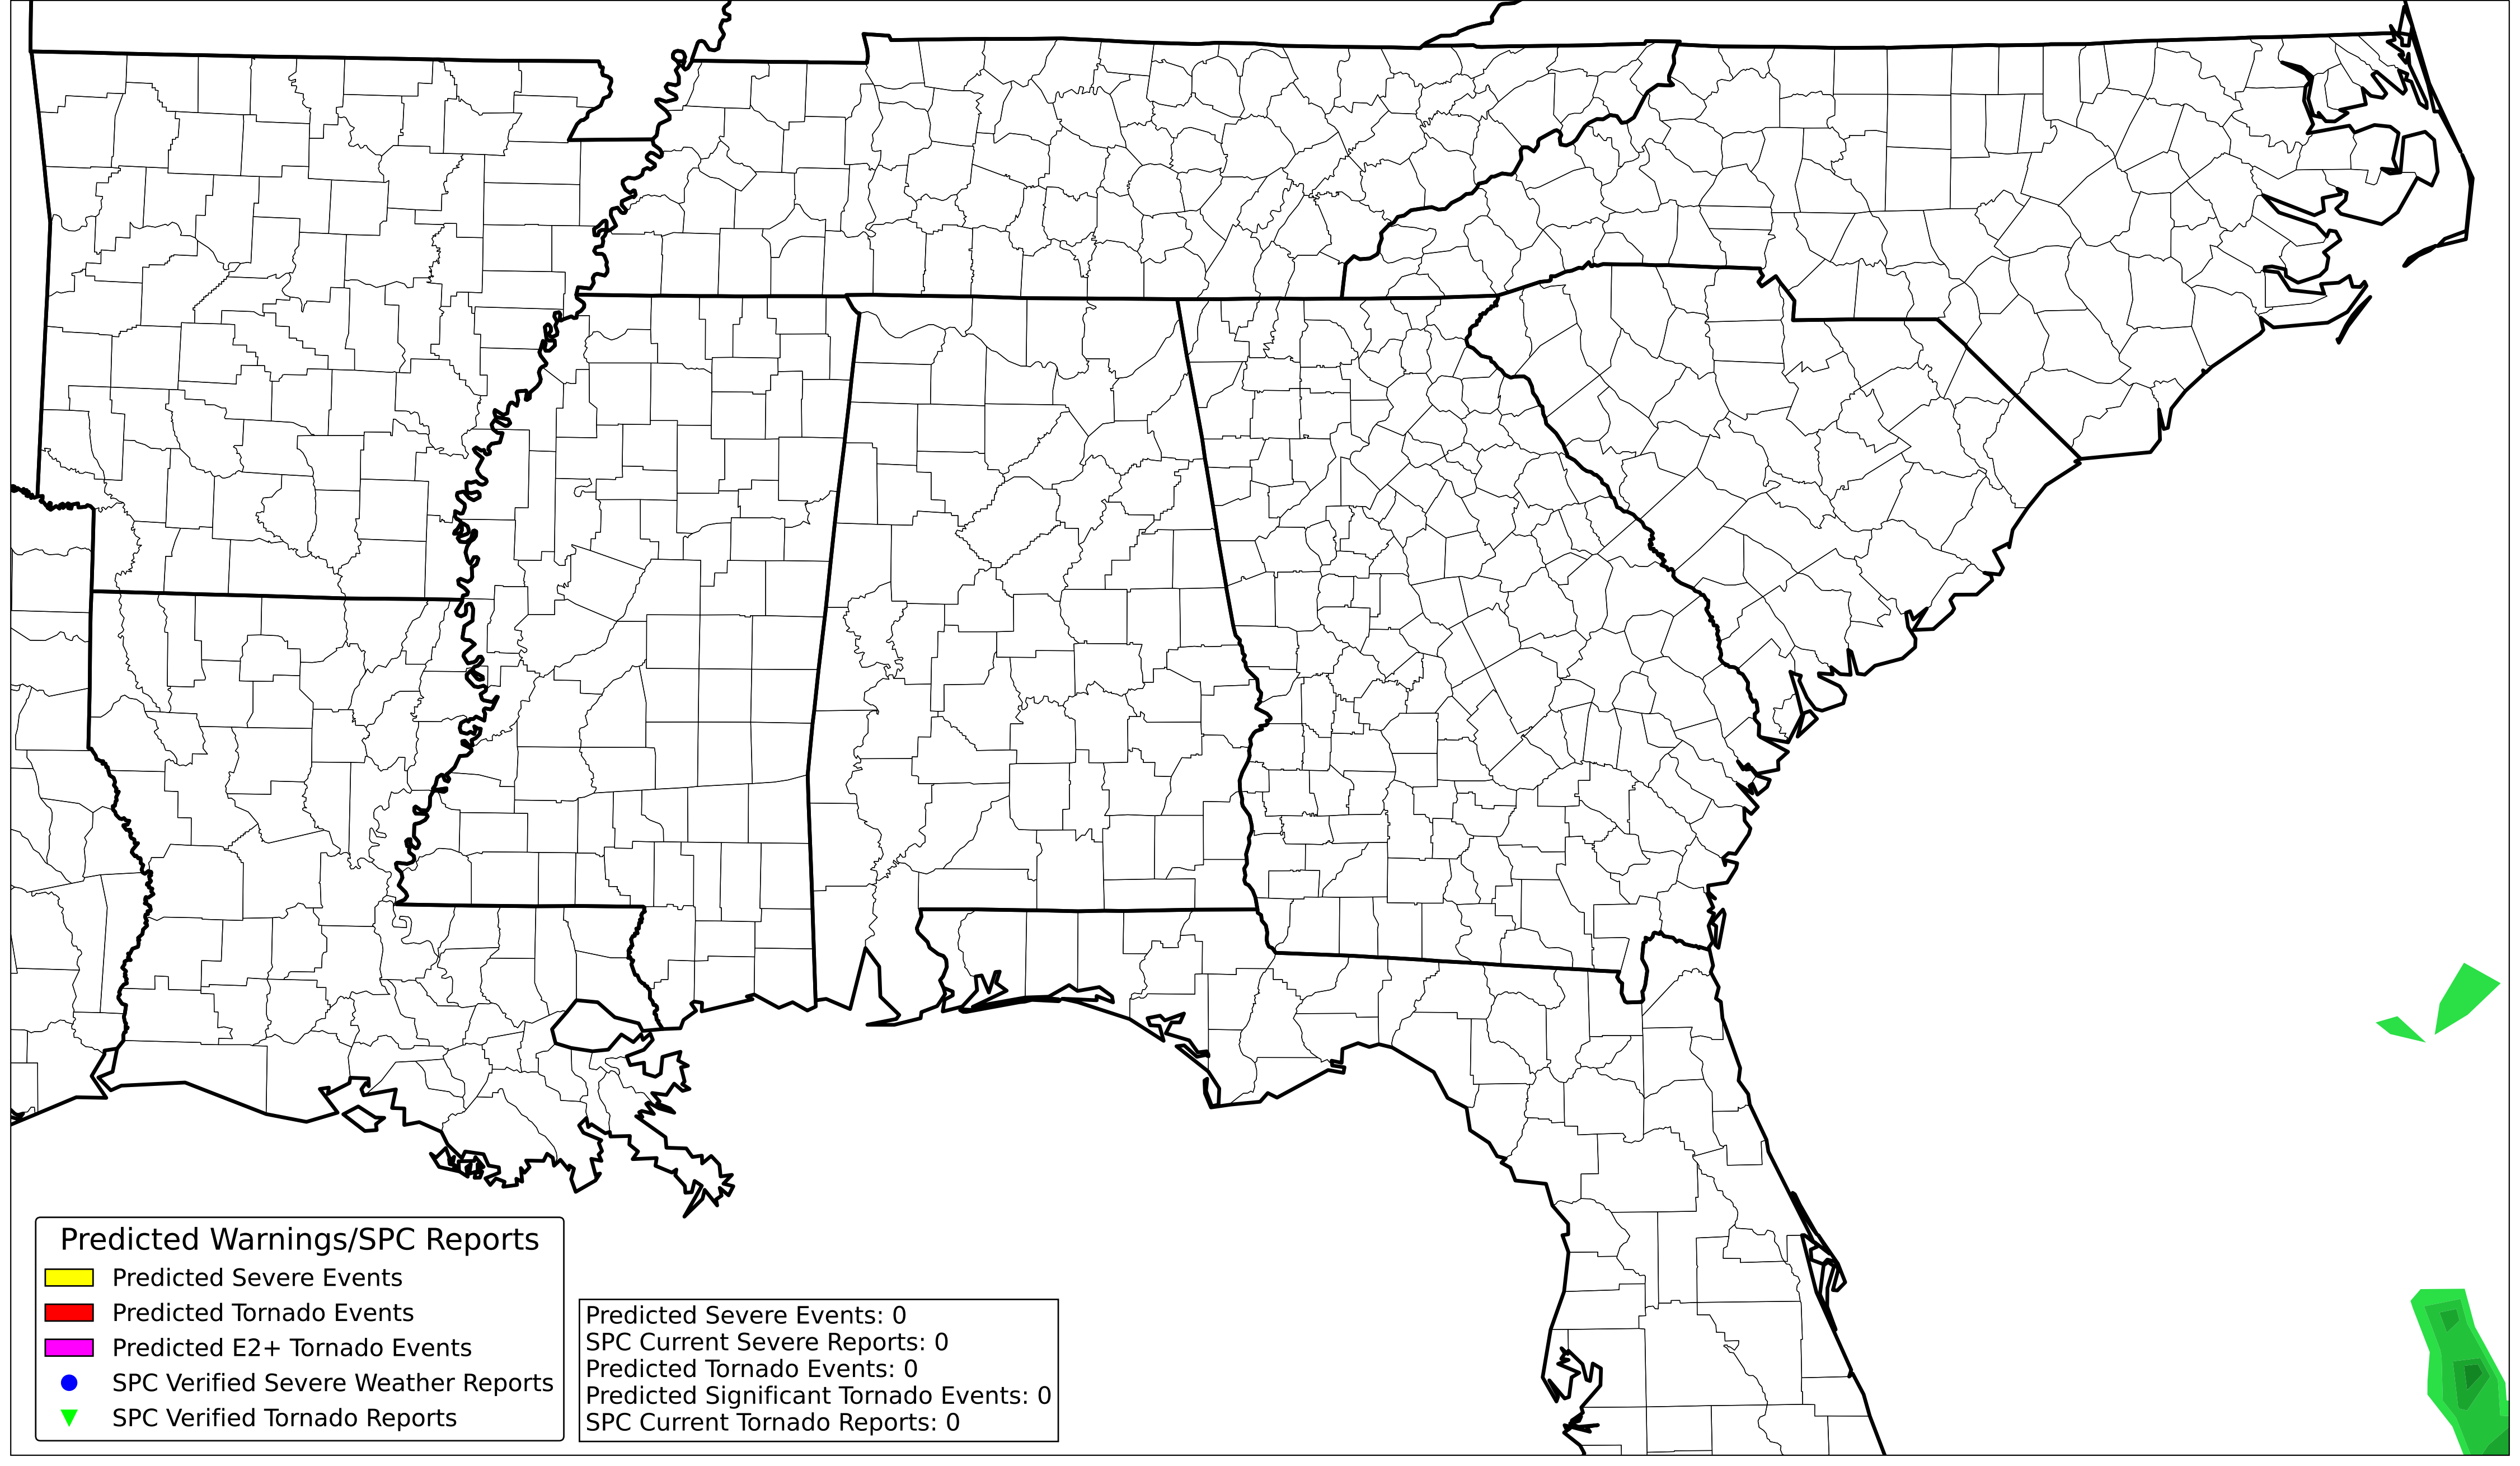 Predicted Warnings/SPC Reports
Predicted Severe Events
Predicted Tornado Events
Predicted E2+ Tornado Events
SPC Verified Severe Weather Reports
SPC Verified Tornado Reports
Predicted Severe Events: 0
SPC Current Severe Reports: 0
Predicted Tornado Events: 0
Predicted Significant Tornado Events: 0
SPC Current Tornado Reports: 0